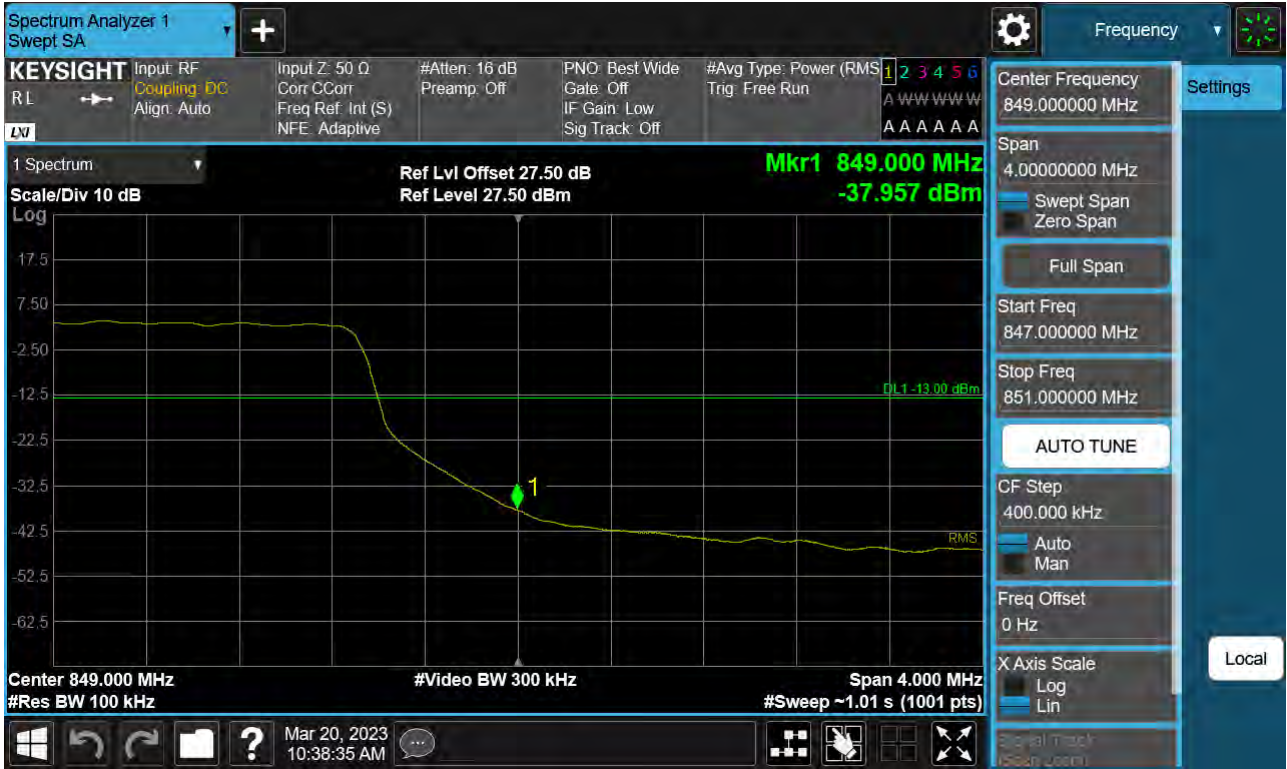 Spectrum Analyzer 1
Swept SA
Frequency
KEYSIGHT
R L
LXI
Input: RF
Coupling: DC
Align: Auto
Input Z: 50 Ω
Corr CCorr
Freq Ref: Int (S)
NFE: Adaptive
#Atten: 16 dB
Preamp: Off
PNO: Best Wide
Gate: Off
IF Gain: Low
Sig Track: Off
#Avg Type: Power (RMS
Trig: Free Run
1 2 3 4 5 6
A W W W W W
A A A A A A
1 Spectrum
Scale/Div 10 dB
Ref Lvl Offset 27.50 dB
Ref Level 27.50 dBm
Mkr1 849.000 MHz
-37.957 dBm
Log
17.5
7.50
-2.50
-12.5
-22.5
-32.5
-42.5
-52.5
-62.5
DL1 -13.00 dBm
1
RMS
Center 849.000 MHz
#Video BW 300 kHz
Span 4.000 MHz
#Res BW 100 kHz
#Sweep ~1.01 s (1001 pts)
Center Frequency
849.000000 MHz
Settings
Span
4.00000000 MHz
Swept Span
Zero Span
Full Span
Start Freq
847.000000 MHz
Stop Freq
851.000000 MHz
AUTO TUNE
CF Step
400.000 kHz
Auto
Man
Freq Offset
0 Hz
X Axis Scale
Log
Lin
Local
Signal Track
(Span Zoom)
?
Mar 20, 2023
10:38:35 AM